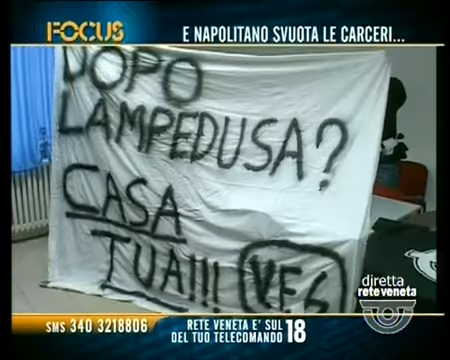 FOCUS
E NAPOLITANO SVUOTA LE CARCERI...
DOPO
LAMPEDUSA?
CASA
TUA!!!
diretta
reteveneta
SMS 340 3218806
RETE VENETA E' SUL
DEL TUO TELECOMANDO 18